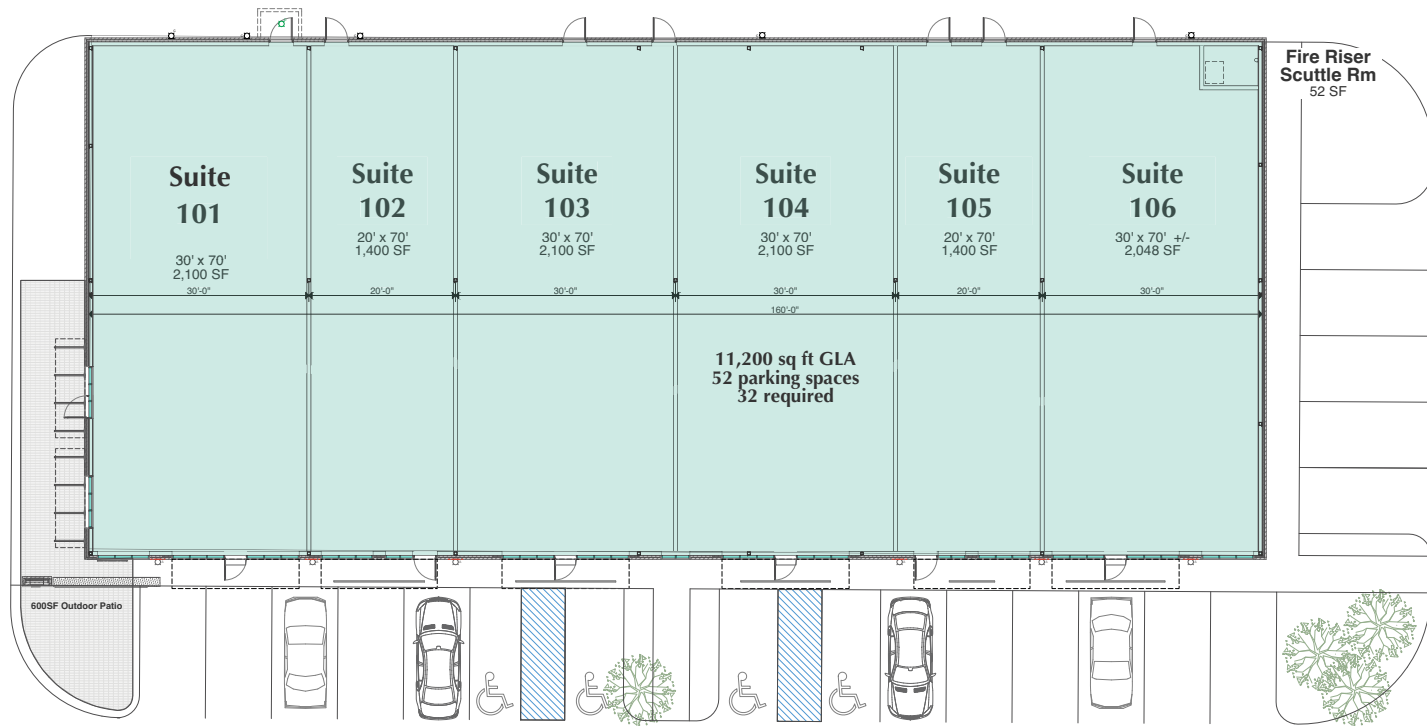 Fire Riser
Scuttle Rm
52 SF
Suite
101
30' x 70'
2,100 SF
Suite
102
20' x 70'
1,400 SF
Suite
103
30' x 70'
2,100 SF
Suite
104
30' x 70'
2,100 SF
Suite
105
20' x 70'
1,400 SF
Suite
106
30' x 70' +/-
2,048 SF
30'-0"
20'-0"
30'-0"
30'-0"
20'-0"
30'-0"
160'-0"
11,200 sq ft GLA
52 parking spaces
32 required
600SF Outdoor Patio